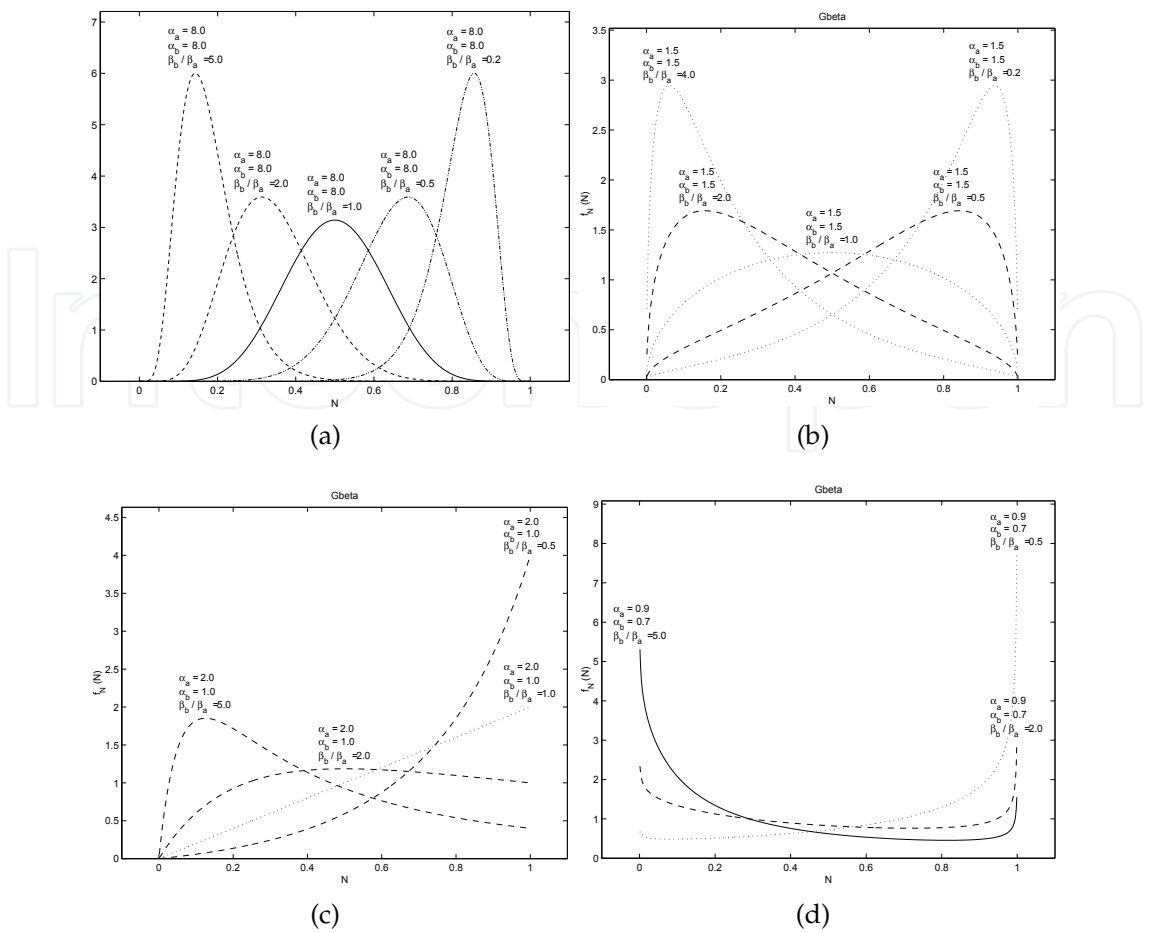 α_a = 8.0
α_b = 8.0
β_b / β_a =5.0
α_a = 8.0
α_b = 8.0
β_b / β_a =0.2
α_a = 8.0
α_b = 8.0
β_b / β_a =2.0
α_a = 8.0
α_b = 8.0
β_b / β_a =1.0
α_a = 8.0
α_b = 8.0
β_b / β_a =0.5
7
6
5
4
3
2
1
0
0 0.2 0.4 0.6 0.8 1
N
(a)
Gbeta
α_a = 1.5
α_b = 1.5
β_b / β_a =4.0
α_a = 1.5
α_b = 1.5
β_b / β_a =0.2
α_a = 1.5
α_b = 1.5
β_b / β_a =2.0
α_a = 1.5
α_b = 1.5
β_b / β_a =1.0
α_a = 1.5
α_b = 1.5
β_b / β_a =0.5
3.5
3
2.5
2
1.5
1
0.5
0
f_N (N)
0 0.2 0.4 0.6 0.8 1
N
(b)
Gbeta
α_a = 2.0
α_b = 1.0
β_b / β_a =0.5
α_a = 2.0
α_b = 1.0
β_b / β_a =1.0
α_a = 2.0
α_b = 1.0
β_b / β_a =5.0
α_a = 2.0
α_b = 1.0
β_b / β_a =2.0
4.5
4
3.5
3
2.5
2
1.5
1
0.5
0
f_N (N)
0 0.2 0.4 0.6 0.8 1
N
(c)
Gbeta
α_a = 0.9
α_b = 0.7
β_b / β_a =0.5
α_a = 0.9
α_b = 0.7
β_b / β_a =5.0
α_a = 0.9
α_b = 0.7
β_b / β_a =2.0
9
8
7
6
5
4
3
2
1
0
f_N (N)
0 0.2 0.4 0.6 0.8 1
N
(d)